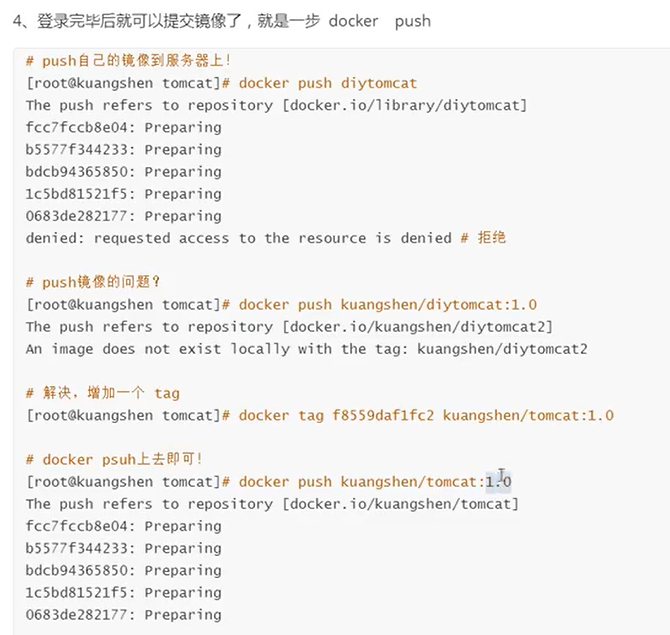 4、登录完毕后就可以提交镜像了，就是一步 docker push
# push自己的镜像到服务器上！
[root@kuangshen tomcat]# docker push diytomcat
The push refers to repository [docker.io/library/diytomcat]
fcc7fccb8e04: Preparing
b5577f344233: Preparing
bdcb94365850: Preparing
1c5bd81521f5: Preparing
0683de282177: Preparing
denied: requested access to the resource is denied # 拒绝
# push镜像的问题？
[root@kuangshen tomcat]# docker push kuangshen/diytomcat:1.0
The push refers to repository [docker.io/kuangshen/diytomcat2]
An image does not exist locally with the tag: kuangshen/diytomcat2
# 解决，增加一个 tag
[root@kuangshen tomcat]# docker tag f8559daf1fc2 kuangshen/tomcat:1.0
# docker psuh上去即可！
[root@kuangshen tomcat]# docker push kuangshen/tomcat:1.0
The push refers to repository [docker.io/kuangshen/tomcat]
fcc7fccb8e04: Preparing
b5577f344233: Preparing
bdcb94365850: Preparing
1c5bd81521f5: Preparing
0683de282177: Preparing